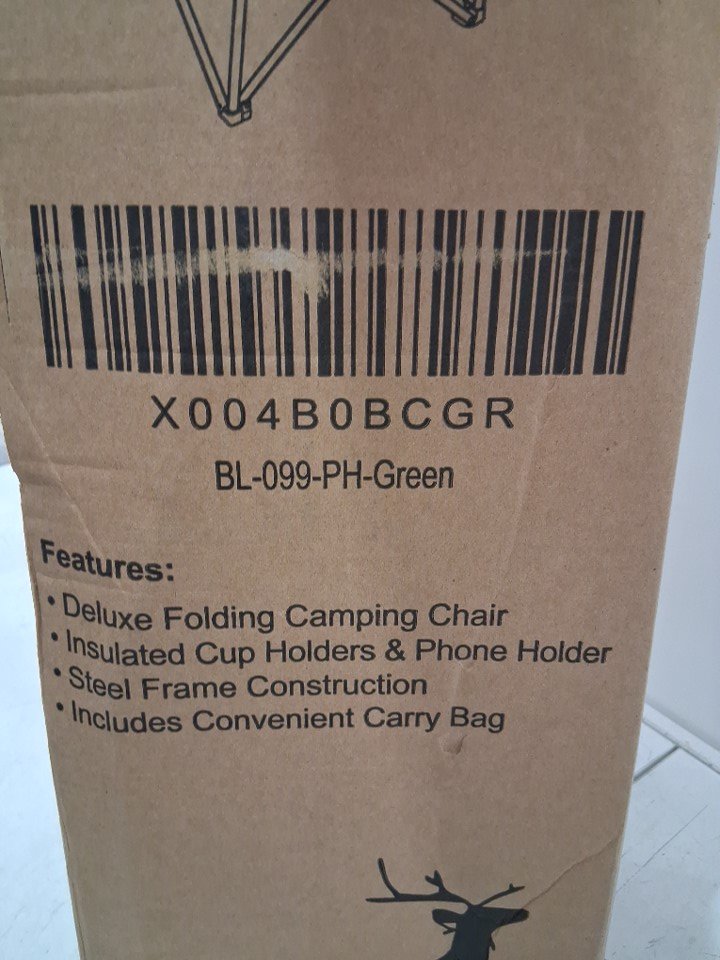 X004B0BCGR
BL-099-PH-Green
Features:
• Deluxe Folding Camping Chair
• Insulated Cup Holders & Phone Holder
• Steel Frame Construction
• Includes Convenient Carry Bag